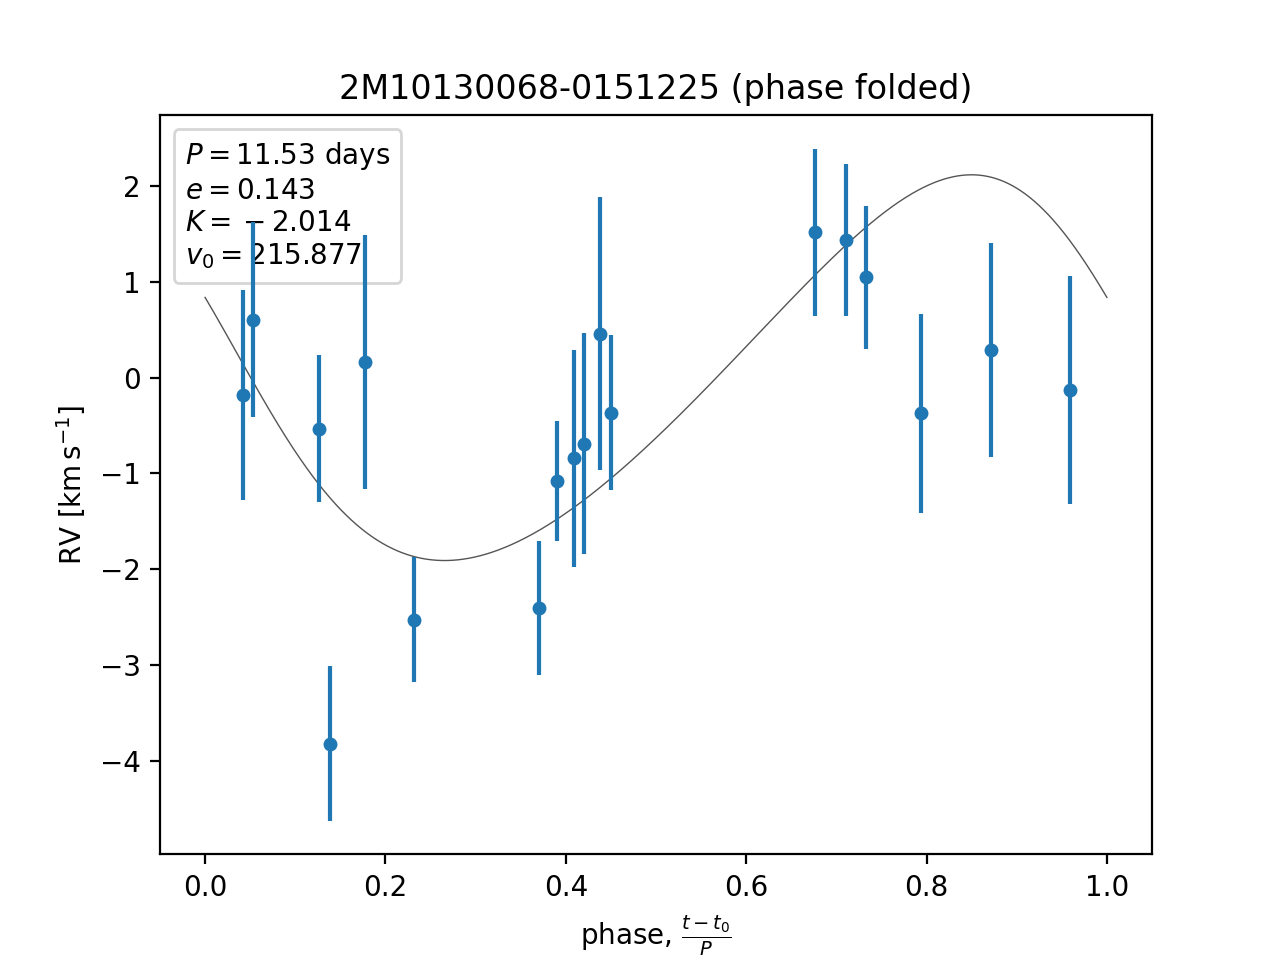 2M10130068-0151225 (phase folded)
P = 11.53 days
e = 0.143
K = −2.014
v₀ = 215.877
RV [km s⁻¹]
2
1
0
−1
−2
−3
−4
0.0 0.2 0.4 0.6 0.8 1.0
phase, (t − t₀)/P